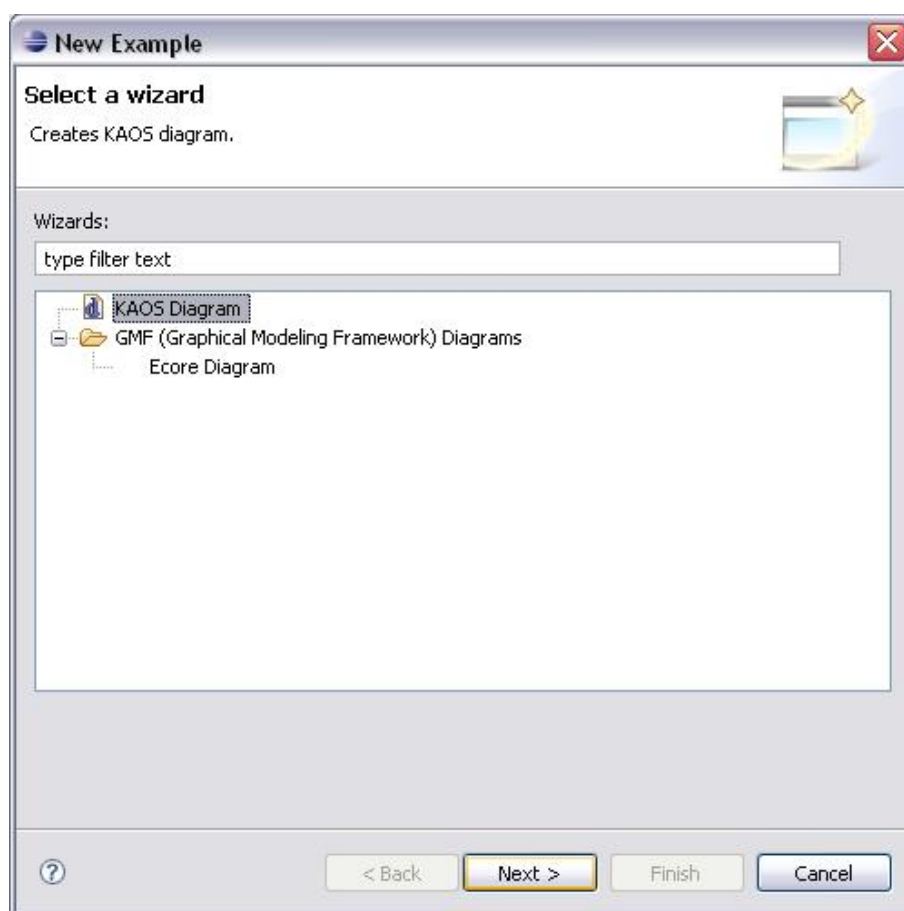 New Example
Select a wizard
Creates KAOS diagram.
Wizards:
type filter text
KAOS Diagram
GMF (Graphical Modeling Framework) Diagrams
Ecore Diagram
? < Back Next > Finish Cancel